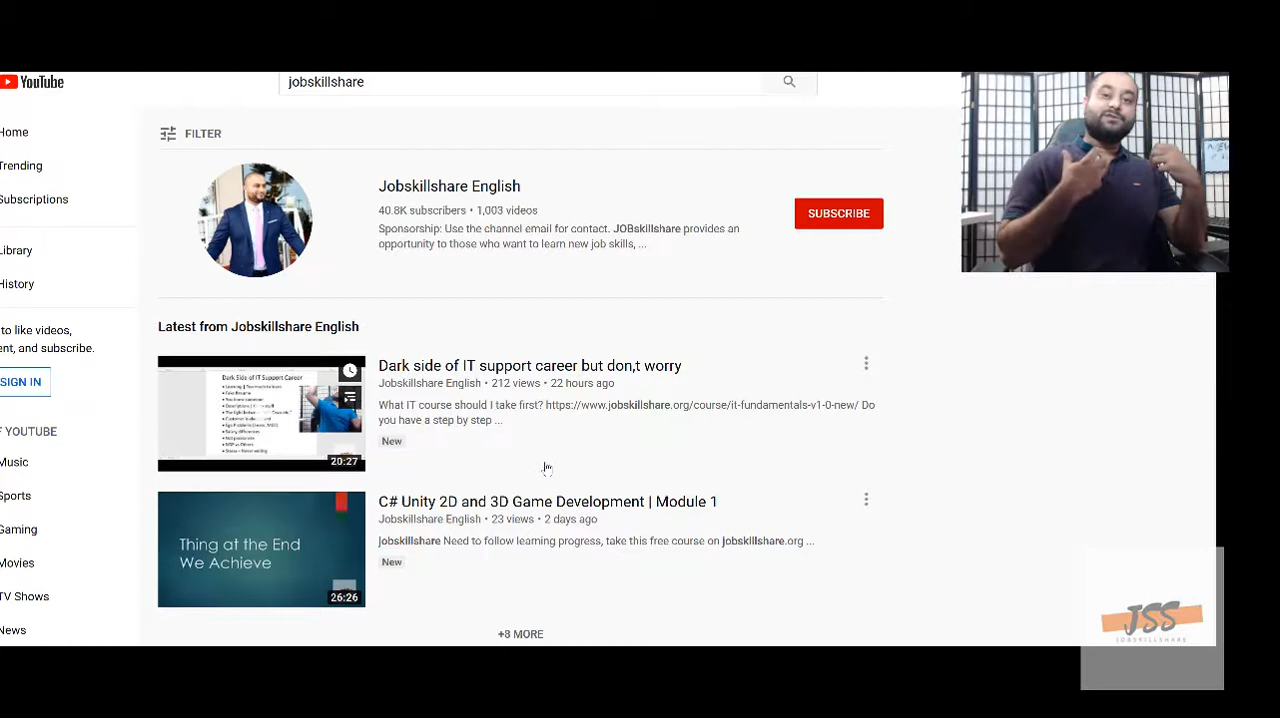 YouTube
jobskillshare
Home
Trending
Subscriptions
Library
History
to like videos,
ent, and subscribe.
SIGN IN
F YOUTUBE
Music
Sports
Gaming
Movies
TV Shows
News
FILTER
Jobskillshare English
40.8K subscribers • 1,003 videos
Sponsorship: Use the channel email for contact. JOBskillshare provides an
opportunity to those who want to learn new job skills, ...
SUBSCRIBE
Latest from Jobskillshare English
Dark Side of IT Support Career
20:27
Dark side of IT support career but don,t worry
Jobskillshare English • 212 views • 22 hours ago
What IT course should I take first? https://www.jobskillshare.org/course/it-fundamentals-v1-0-new/ Do
you have a step by step ...
New
Thing at the End
We Achieve
26:26
C# Unity 2D and 3D Game Development | Module 1
Jobskillshare English • 23 views • 2 days ago
jobskillshare Need to follow learning progress, take this free course on jobskillshare.org ...
New
+8 MORE
JSS
JOBSKILLSHARE